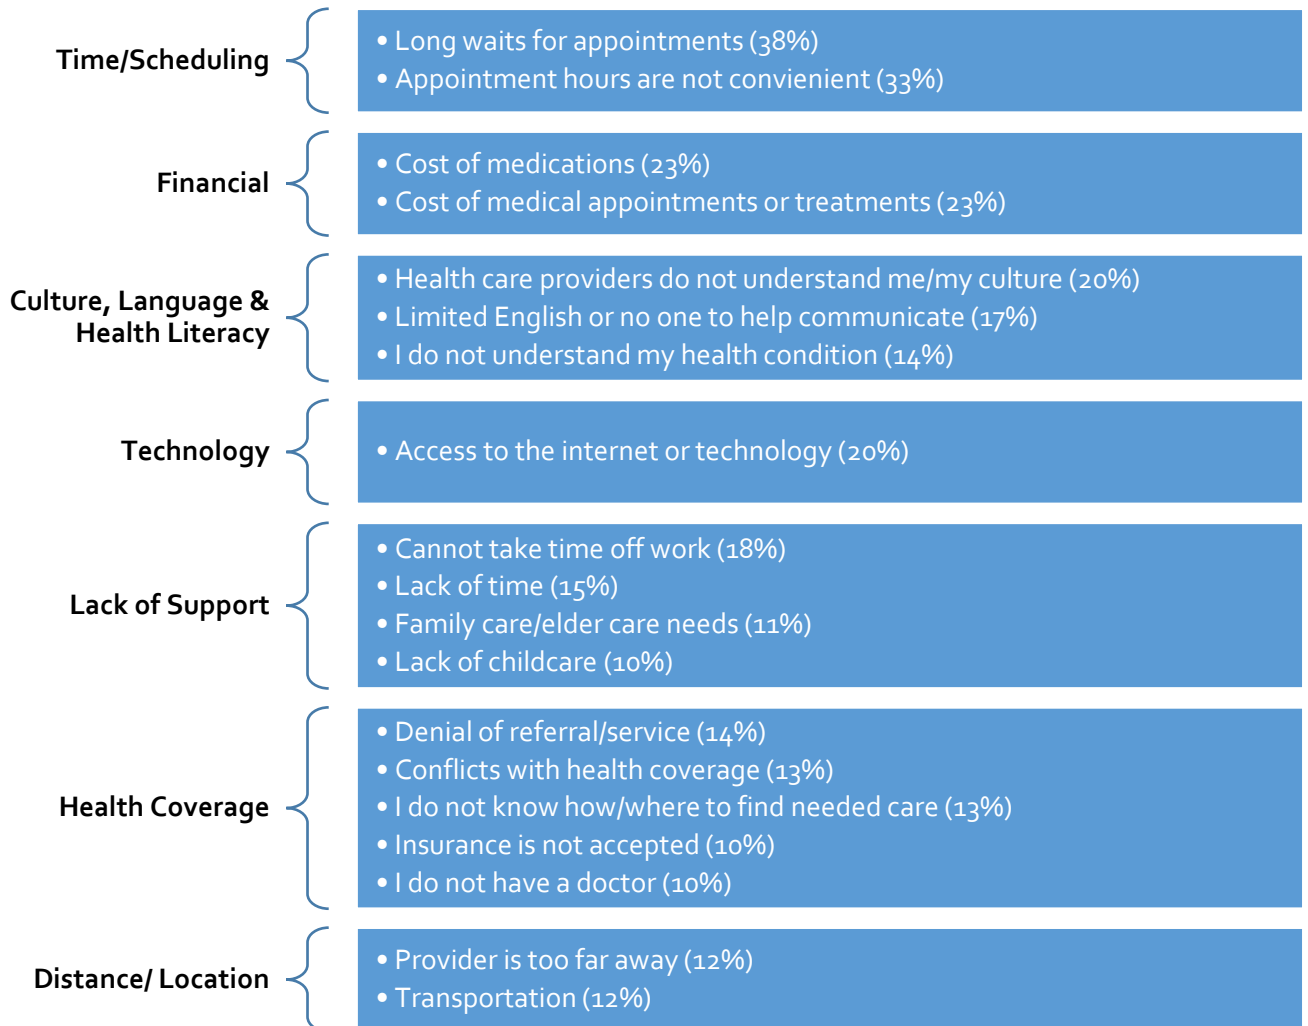 Time/Scheduling
• Long waits for appointments (38%)
• Appointment hours are not convienient (33%)
Financial
• Cost of medications (23%)
• Cost of medical appointments or treatments (23%)
Culture, Language &
Health Literacy
• Health care providers do not understand me/my culture (20%)
• Limited English or no one to help communicate (17%)
• I do not understand my health condition (14%)
Technology
• Access to the internet or technology (20%)
Lack of Support
• Cannot take time off work (18%)
• Lack of time (15%)
• Family care/elder care needs (11%)
• Lack of childcare (10%)
Health Coverage
• Denial of referral/service (14%)
• Conflicts with health coverage (13%)
• I do not know how/where to find needed care (13%)
• Insurance is not accepted (10%)
• I do not have a doctor (10%)
Distance/ Location
• Provider is too far away (12%)
• Transportation (12%)